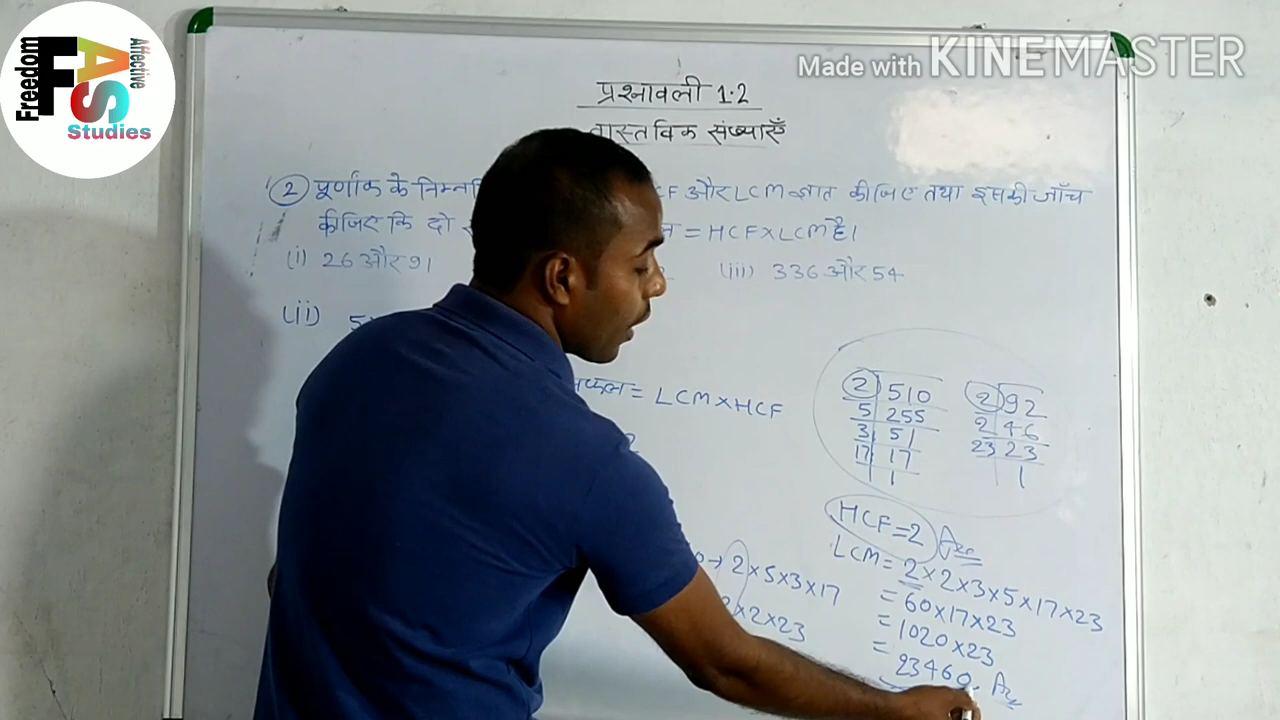 Freedom
FAS
Affective
Studies
Made with KINEMASTER
प्रश्नावली 1.2
वास्तविक संख्याएँ
(2) पूर्णांक के और LCM ज्ञात कीजिए तथा इसकी जाँच
कीजिए कि दो = HCF×LCM है।
(i) 26 और 91 (iii) 336 और 54
(ii)
= LCM×HCF
2 | 510
5 | 255
3 | 51
17 | 17
1
2 | 92
2 | 46
23 | 23
1
→ 2×5×3×17
×2×23
HCF=2 Ans
LCM= 2×2×3×5×17×23
= 60×17×23
= 1020×23
= 23460 Ans